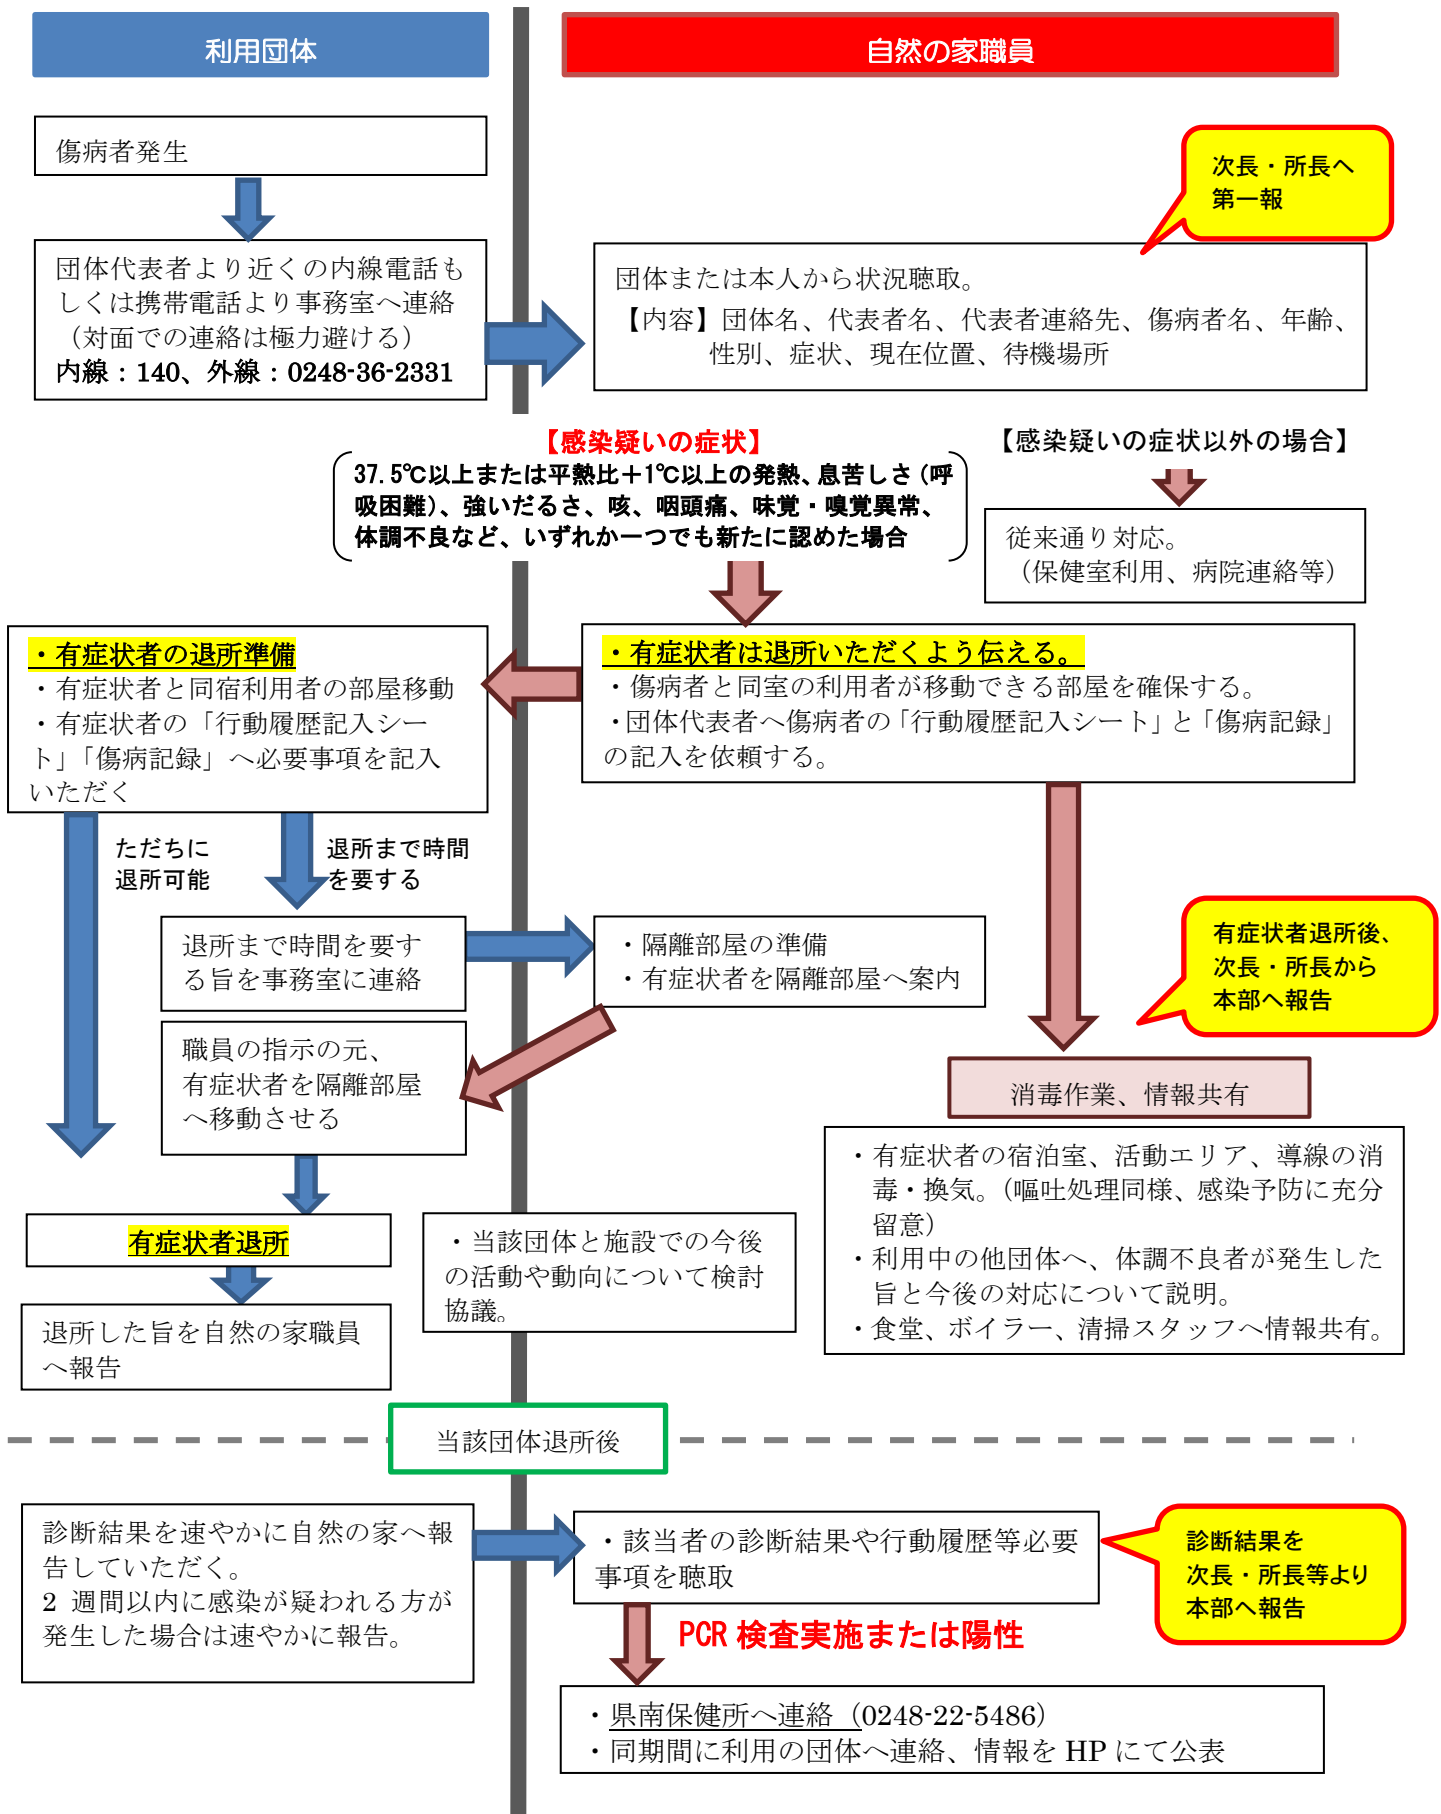 利用団体
自然の家職員
傷病者発生
次長・所長へ
第一報
団体代表者より近くの内線電話も
しくは携帯電話より事務室へ連絡
（対面での連絡は極力避ける）
内線：140、外線：0248-36-2331
団体または本人から状況聴取。
【内容】団体名、代表者名、代表者連絡先、傷病者名、年齢、
性別、症状、現在位置、待機場所
【感染疑いの症状】
37.5℃以上または平熱比＋1℃以上の発熱、息苦しさ（呼
吸困難）、強いだるさ、咳、咽頭痛、味覚・嗅覚異常、
体調不良など、いずれか一つでも新たに認めた場合
【感染疑いの症状以外の場合】
従来通り対応。
（保健室利用、病院連絡等）
・有症状者の退所準備
・有症状者と同宿利用者の部屋移動
・有症状者の「行動履歴記入シー
ト」「傷病記録」へ必要事項を記入
いただく
・有症状者は退所いただくよう伝える。
・傷病者と同室の利用者が移動できる部屋を確保する。
・団体代表者へ傷病者の「行動履歴記入シート」と「傷病記録」
の記入を依頼する。
ただちに
退所可能
退所まで時間
を要する
退所まで時間を要す
る旨を事務室に連絡
・隔離部屋の準備
・有症状者を隔離部屋へ案内
有症状者退所後、
次長・所長から
本部へ報告
職員の指示の元、
有症状者を隔離部屋
へ移動させる
消毒作業、情報共有
・有症状者の宿泊室、活動エリア、導線の消
毒・換気。（嘔吐処理同様、感染予防に充分
留意）
・利用中の他団体へ、体調不良者が発生した
旨と今後の対応について説明。
・食堂、ボイラー、清掃スタッフへ情報共有。
有症状者退所
・当該団体と施設での今後
の活動や動向について検討
協議。
退所した旨を自然の家職員
へ報告
当該団体退所後
診断結果を速やかに自然の家へ報
告していただく。
2 週間以内に感染が疑われる方が
発生した場合は速やかに報告。
・該当者の診断結果や行動履歴等必要
事項を聴取
診断結果を
次長・所長等より
本部へ報告
PCR 検査実施または陽性
・県南保健所へ連絡（0248-22-5486）
・同期間に利用の団体へ連絡、情報を HP にて公表